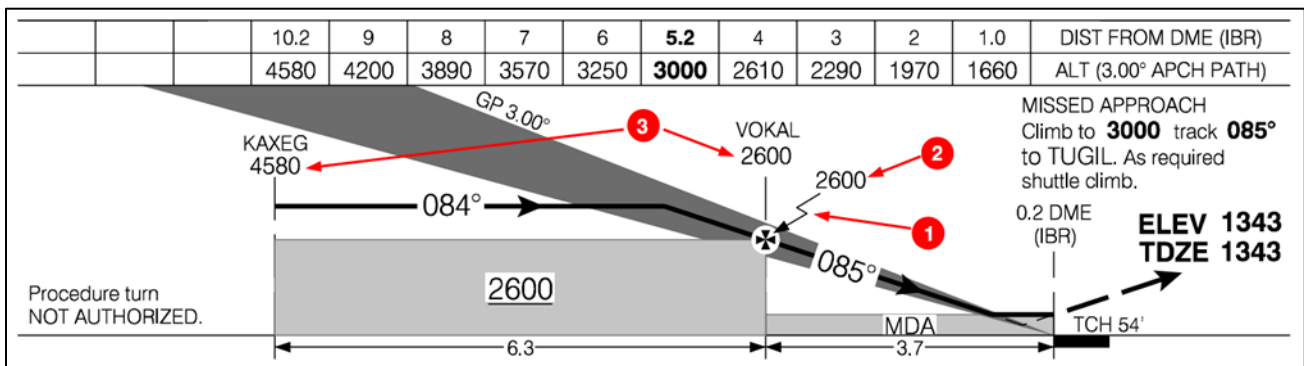 10.2 9 8 7 6 5.2 4 3 2 1.0 DIST FROM DME (IBR)
4580 4200 3890 3570 3250 3000 2610 2290 1970 1660 ALT (3.00° APCH PATH)
GP 3.00°
KAXEG
4580
3
VOKAL
2600
2
2600
1
MISSED APPROACH
Climb to 3000 track 085°
to TUGIL. As required
shuttle climb.
084°
085°
0.2 DME
(IBR)
ELEV 1343
TDZE 1343
2600
Procedure turn
NOT AUTHORIZED.
MDA
TCH 54'
6.3
3.7